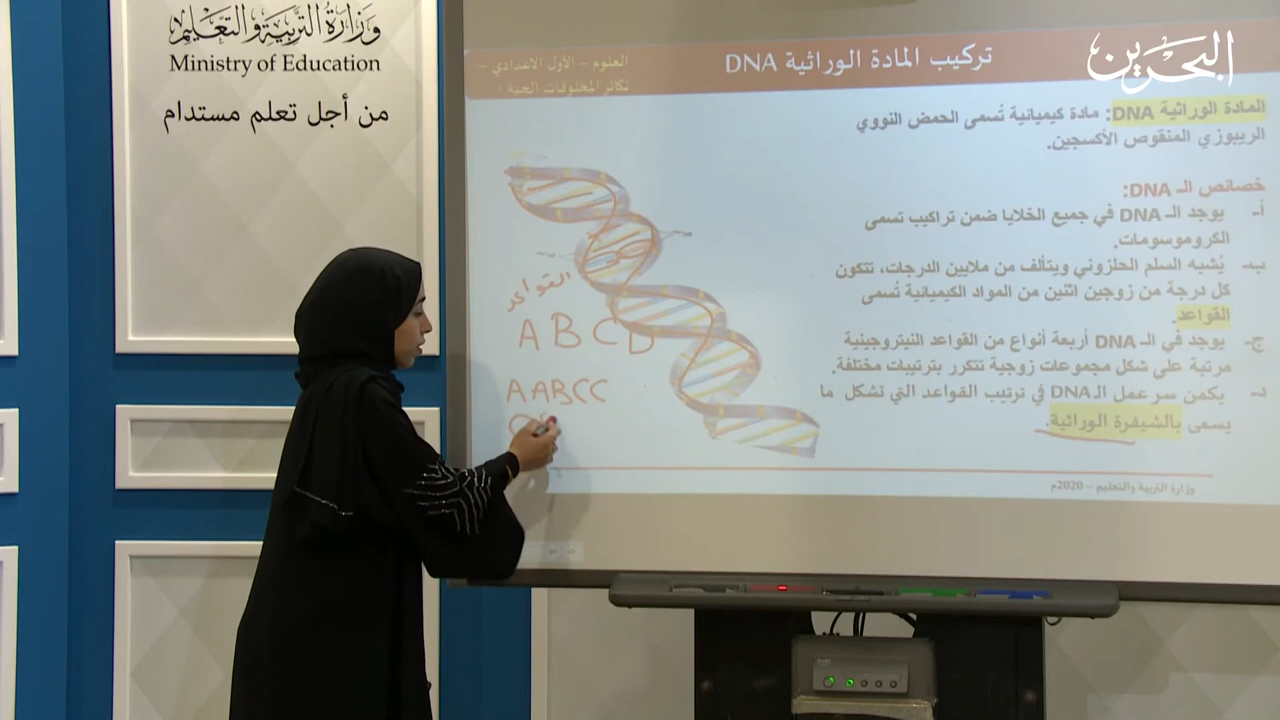 وزارة التربية والتعليم
Ministry of Education
من أجل تعلم مستدام
البحرين
تركيب المادة الوراثية DNA
العلوم – الأول الاعدادي –
تكاثر المخلوقات الحية
المادة الوراثية DNA: مادة كيميائية تُسمى الحمض النووي
الريبوزي المنقوص الأكسجين.
خصائص الـ DNA:
أ- يوجد الـ DNA في جميع الخلايا ضمن تراكيب تسمى
الكروموسومات.
ب- يُشبه السلم الحلزوني ويتألف من ملايين الدرجات، تتكون
كل درجة من زوجين اثنين من المواد الكيميائية تُسمى
القواعد.
ج- يوجد في الـ DNA أربعة أنواع من القواعد النيتروجينية
مرتبة على شكل مجموعات زوجية تتكرر بترتيبات مختلفة.
د- يكمن سر عمل الـDNA في ترتيب القواعد التي تشكل ما
يسمى بالشيفرة الوراثية.
القواعد
A B C D
AABCC
وزارة التربية والتعليم – 2020م